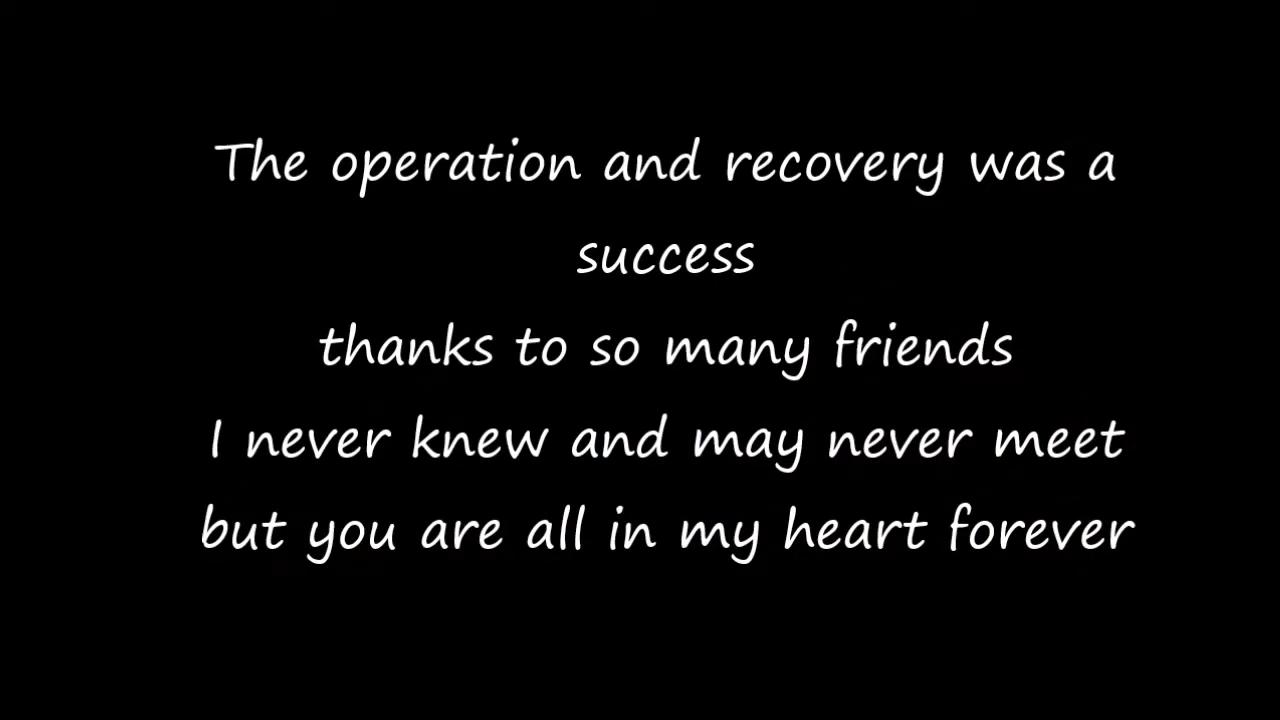 The operation and recovery was a
success
thanks to so many friends
I never knew and may never meet
but you are all in my heart forever